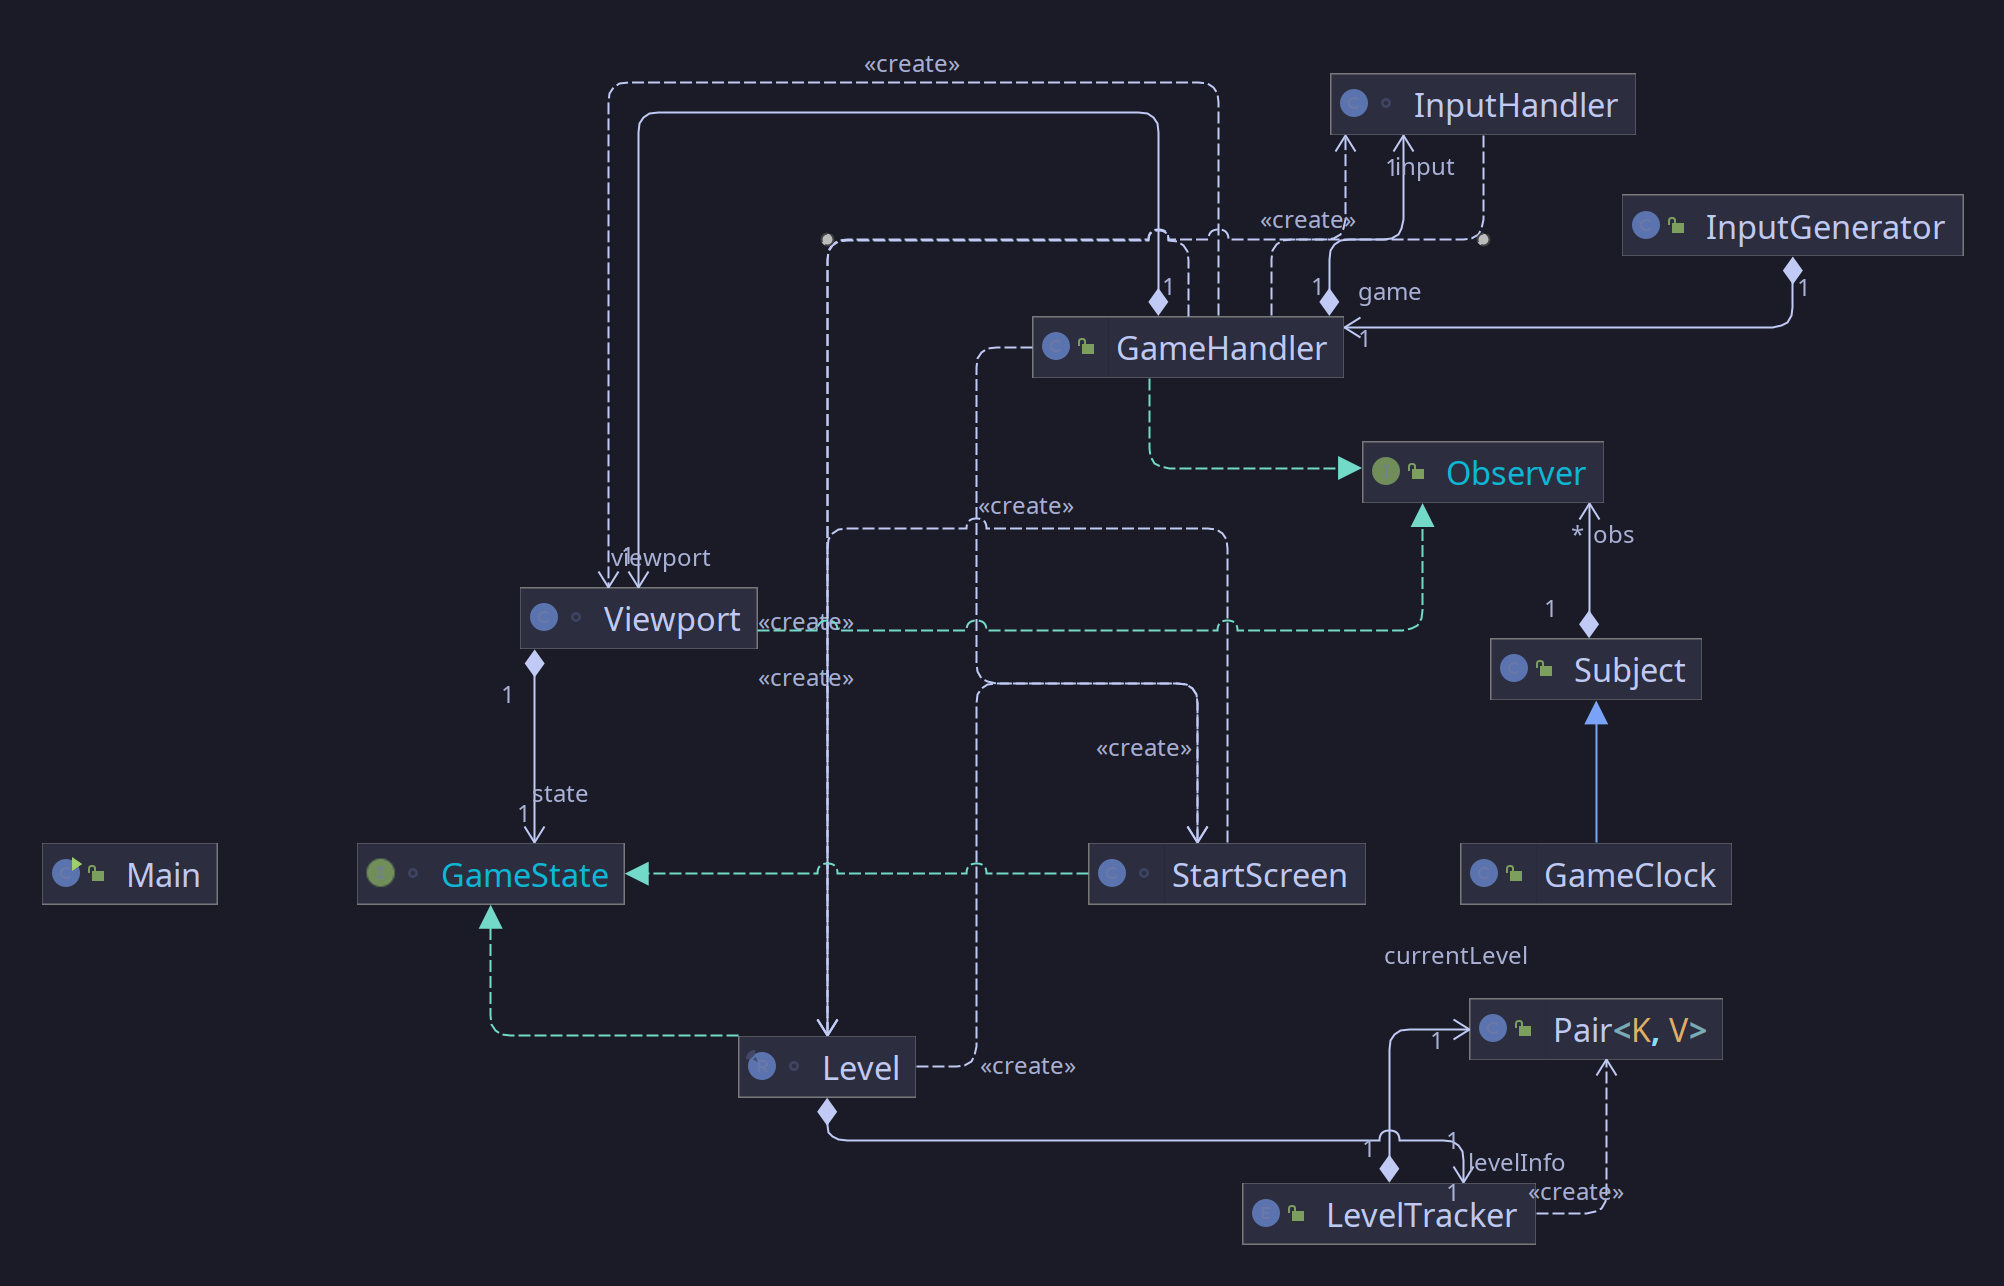 «create»
InputHandler
1
input
«create»
InputGenerator
1
1
game
1
GameHandler
1
Observer
«create»
* obs
1
viewport
1
Viewport
«create»
Subject
«create»
1
«create»
state
1
Main
GameState
StartScreen
GameClock
currentLevel
Pair<K, V>
1
Level
«create»
1
1
levelInfo
1
«create»
LevelTracker